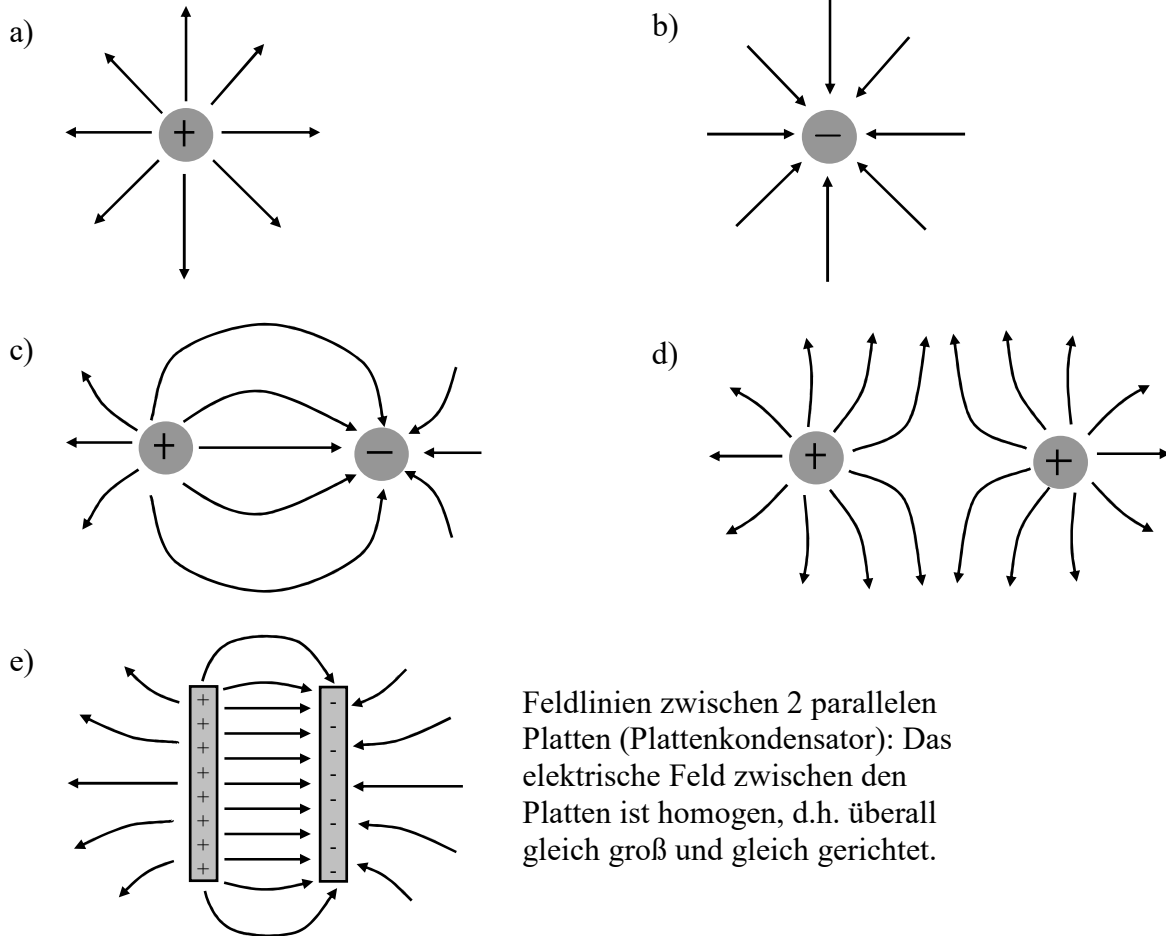 a)
b)
+
−
c)
d)
+
−
+
+
e)
+
+
+
+
+
+
+
+
-
-
-
-
-
-
-
-
Feldlinien zwischen 2 parallelen
Platten (Plattenkondensator): Das
elektrische Feld zwischen den
Platten ist homogen, d.h. überall
gleich groß und gleich gerichtet.